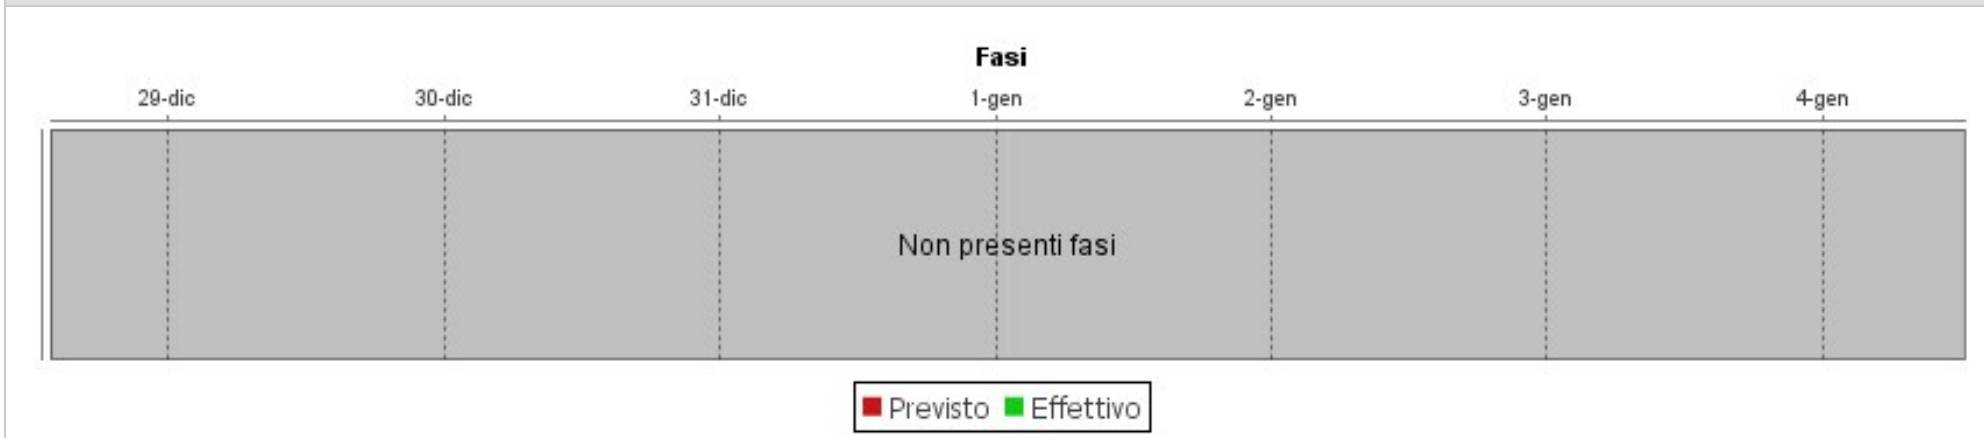 Fasi
29-dic 30-dic 31-dic 1-gen 2-gen 3-gen 4-gen
Non presenti fasi
Previsto Effettivo